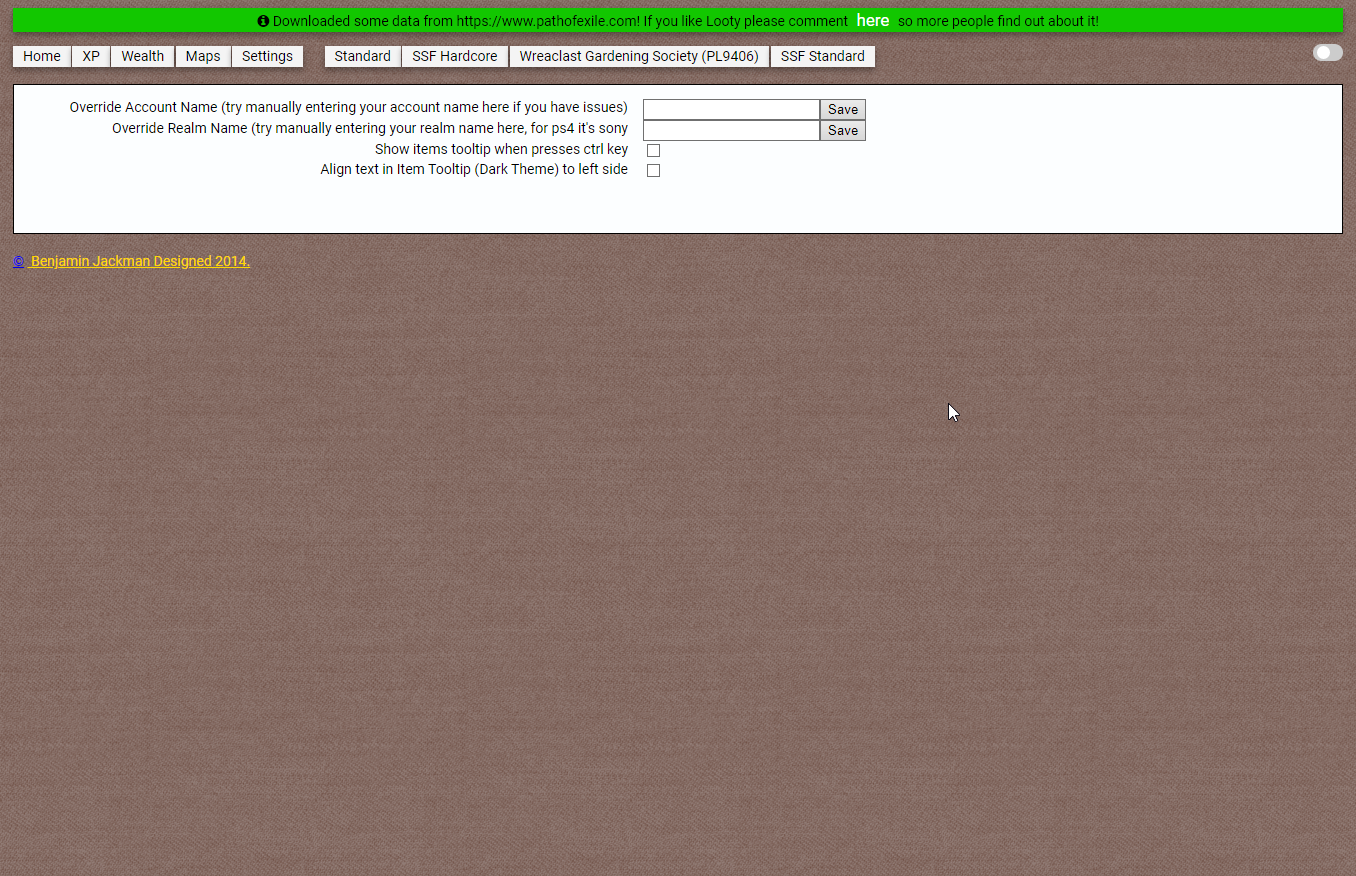 Downloaded some data from https://www.pathofexile.com! If you like Looty please comment here so more people find out about it!
Home XP Wealth Maps Settings Standard SSF Hardcore Wreaclast Gardening Society (PL9406) SSF Standard
Override Account Name (try manually entering your account name here if you have issues) Save
Override Realm Name (try manually entering your realm name here, for ps4 it's sony Save
Show items tooltip when presses ctrl key
Align text in Item Tooltip (Dark Theme) to left side
© Benjamin Jackman Designed 2014.